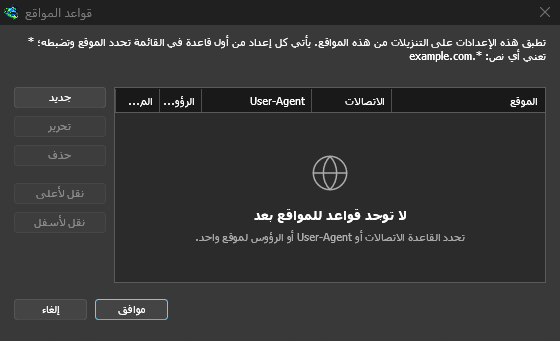 قواعد المواقع
تطبق هذه الإعدادات على التنزيلات من هذه المواقع. يأتي كل إعداد من أول قاعدة في القائمة تحدد الموقع وتضبطه؛ *
تعني أي نص: *.example.com
جديد
تحرير
حذف
نقل لأعلى
نقل لأسفل
الموقع
الاتصالات
User-Agent
الرؤو...
الم...
لا توجد قواعد للمواقع بعد
تحدد القاعدة الاتصالات أو User-Agent أو الرؤوس لموقع واحد.
موافق
إلغاء